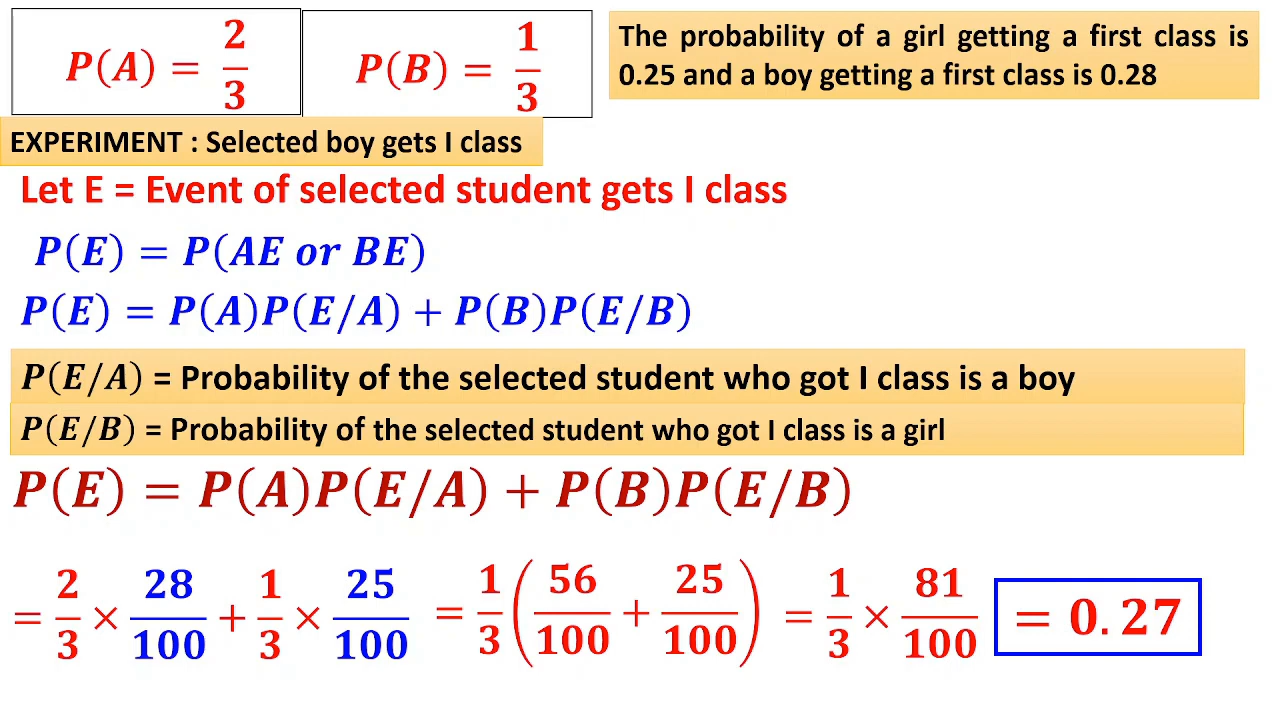 P(A) = 2/3
P(B) = 1/3
The probability of a girl getting a first class is
0.25 and a boy getting a first class is 0.28
EXPERIMENT : Selected boy gets I class
Let E = Event of selected student gets I class
P(E) = P(AE or BE)
P(E) = P(A)P(E/A) + P(B)P(E/B)
P(E/A) = Probability of the selected student who got I class is a boy
P(E/B) = Probability of the selected student who got I class is a girl
P(E) = P(A)P(E/A) + P(B)P(E/B)
= 2/3 × 28/100 + 1/3 × 25/100 = 1/3 (56/100 + 25/100) = 1/3 × 81/100 = 0.27